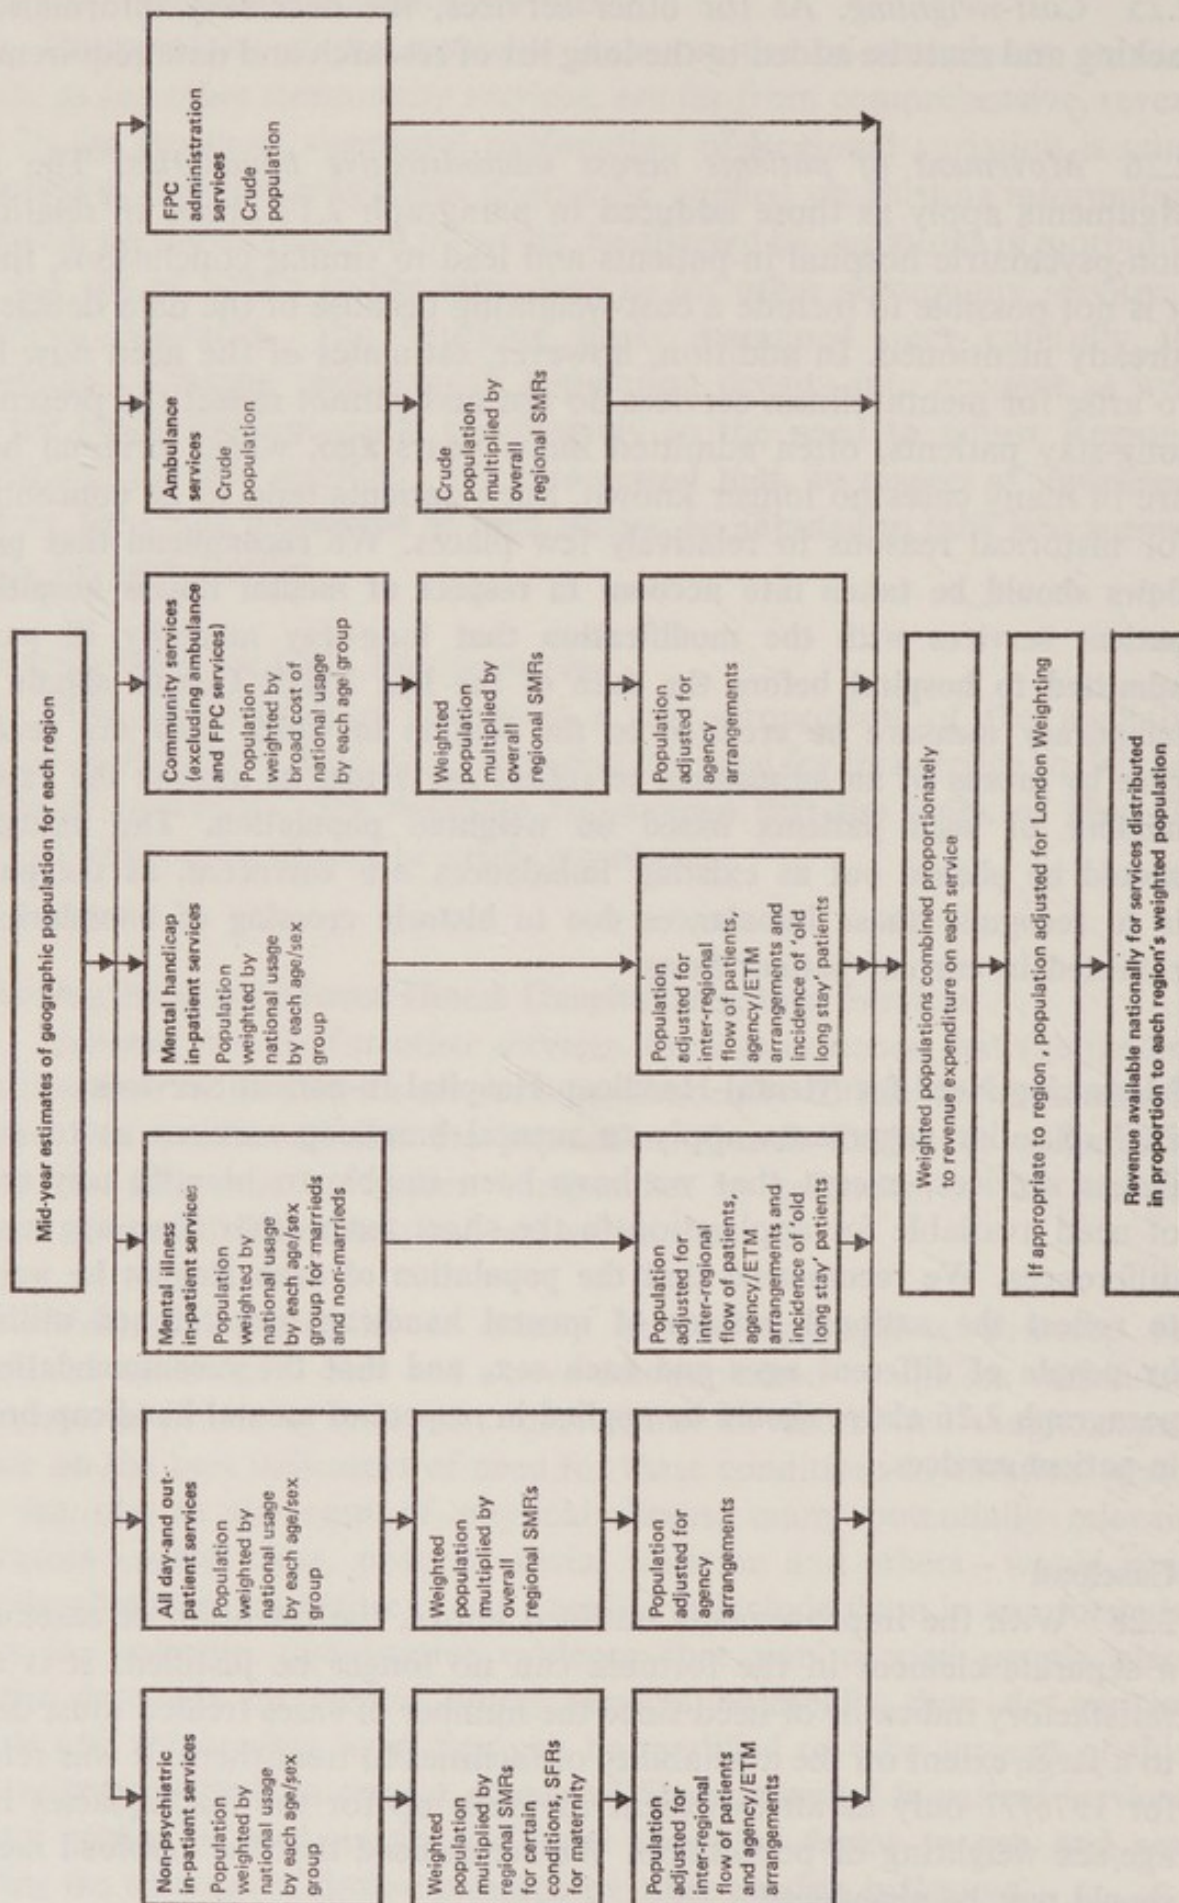 Mid-year estimates of geographic population for each region
Non-psychiatric
in-patient services
Population
weighted by
national usage
by each age/sex
group
Weighted
population
multiplied by
regional SMRs
for certain
conditions, SFRs
for maternity
Population
adjusted for
inter-regional
flow of patients
and agency/ETM
arrangements
All day-and out-
patient services
Population
weighted by
national usage
by each age/sex
group
Weighted
population
multiplied by
overall
regional SMRs
Population
adjusted for
agency
arrangements
Mental illness
in-patient services
Population
weighted by
national usage
by each age/sex
group for marrieds
and non-marrieds
Population
adjusted for
inter-regional
flow of patients,
agency/ETM
arrangements and
incidence of 'old
long stay' patients
Mental handicap
in-patient services
Population
weighted by
national usage
by each age/sex
group
Population
adjusted for
inter-regional
flow of patients,
agency/ETM
arrangements and
incidence of 'old
long stay' patients
Community services
(excluding ambulance
and FPC services)
Population
weighted by
broad cost of
national usage
by each age group
Weighted
population
multiplied by
overall
regional SMRs
Population
adjusted for
agency
arrangements
Ambulance
services
Crude
population
Crude
population
multiplied by
overall
regional SMRs
FPC
administration
services
Crude
population
Weighted populations combined proportionately
to revenue expenditure on each service
If appropriate to region , population adjusted for London Weighting
Revenue available nationally for services distributed
in proportion to each region's weighted population